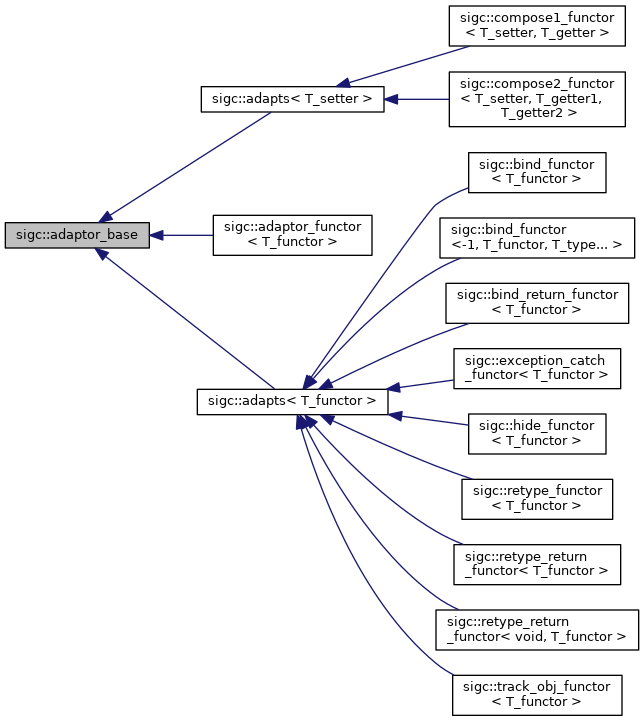 sigc::compose1_functor
< T_setter, T_getter >
sigc::adapts< T_setter >
sigc::compose2_functor
< T_setter, T_getter1,
T_getter2 >
sigc::bind_functor
< T_functor >
sigc::adaptor_base
sigc::adaptor_functor
< T_functor >
sigc::bind_functor
<-1, T_functor, T_type... >
sigc::bind_return_functor
< T_functor >
sigc::exception_catch
_functor< T_functor >
sigc::adapts< T_functor >
sigc::hide_functor
< T_functor >
sigc::retype_functor
< T_functor >
sigc::retype_return
_functor< T_functor >
sigc::retype_return
_functor< void, T_functor >
sigc::track_obj_functor
< T_functor >